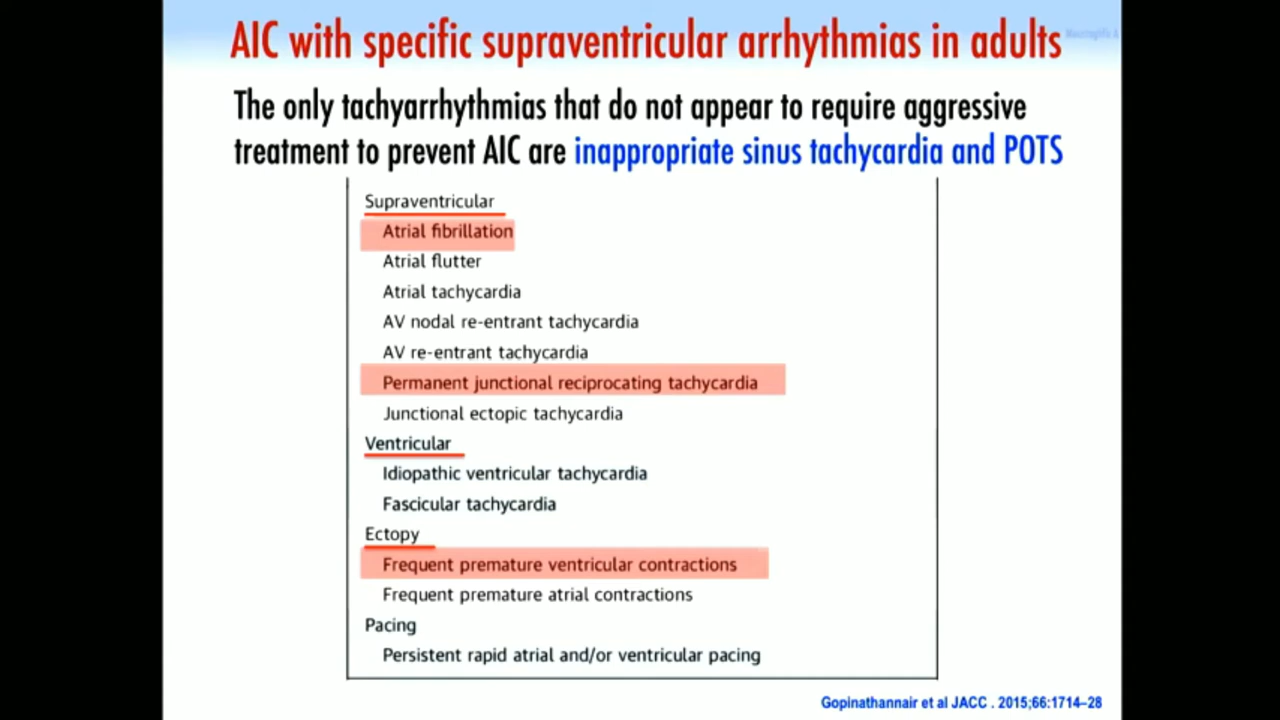 AIC with specific supraventricular arrhythmias in adults
The only tachyarrhythmias that do not appear to require aggressive
treatment to prevent AIC are inappropriate sinus tachycardia and POTS
Supraventricular
Atrial fibrillation
Atrial flutter
Atrial tachycardia
AV nodal re-entrant tachycardia
AV re-entrant tachycardia
Permanent junctional reciprocating tachycardia
Junctional ectopic tachycardia
Ventricular
Idiopathic ventricular tachycardia
Fascicular tachycardia
Ectopy
Frequent premature ventricular contractions
Frequent premature atrial contractions
Pacing
Persistent rapid atrial and/or ventricular pacing
Gopinathannair et al JACC . 2015;66:1714–28